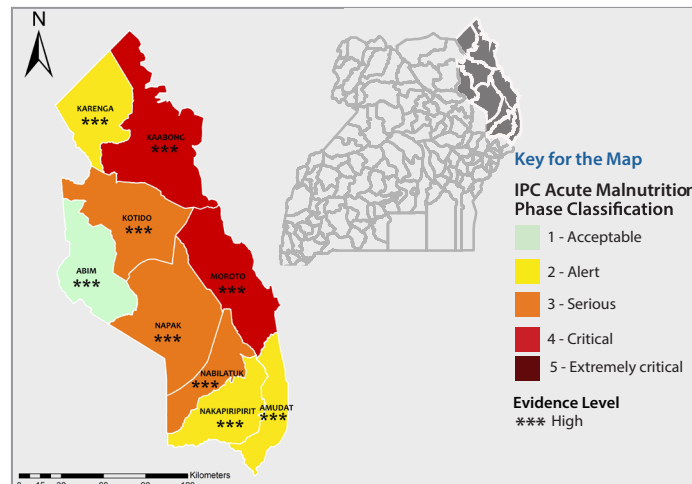 N
KARENGA
***
KAABONG
***
KOTIDO
***
ABIM
***
MOROTO
***
NAPAK
***
NABILATUK
***
NAKAPIRIPIRIT
***
AMUDAT
***
Kilometers
Key for the Map
IPC Acute Malnutrition
Phase Classification
1 - Acceptable
2 - Alert
3 - Serious
4 - Critical
5 - Extremely critical
Evidence Level
*** High